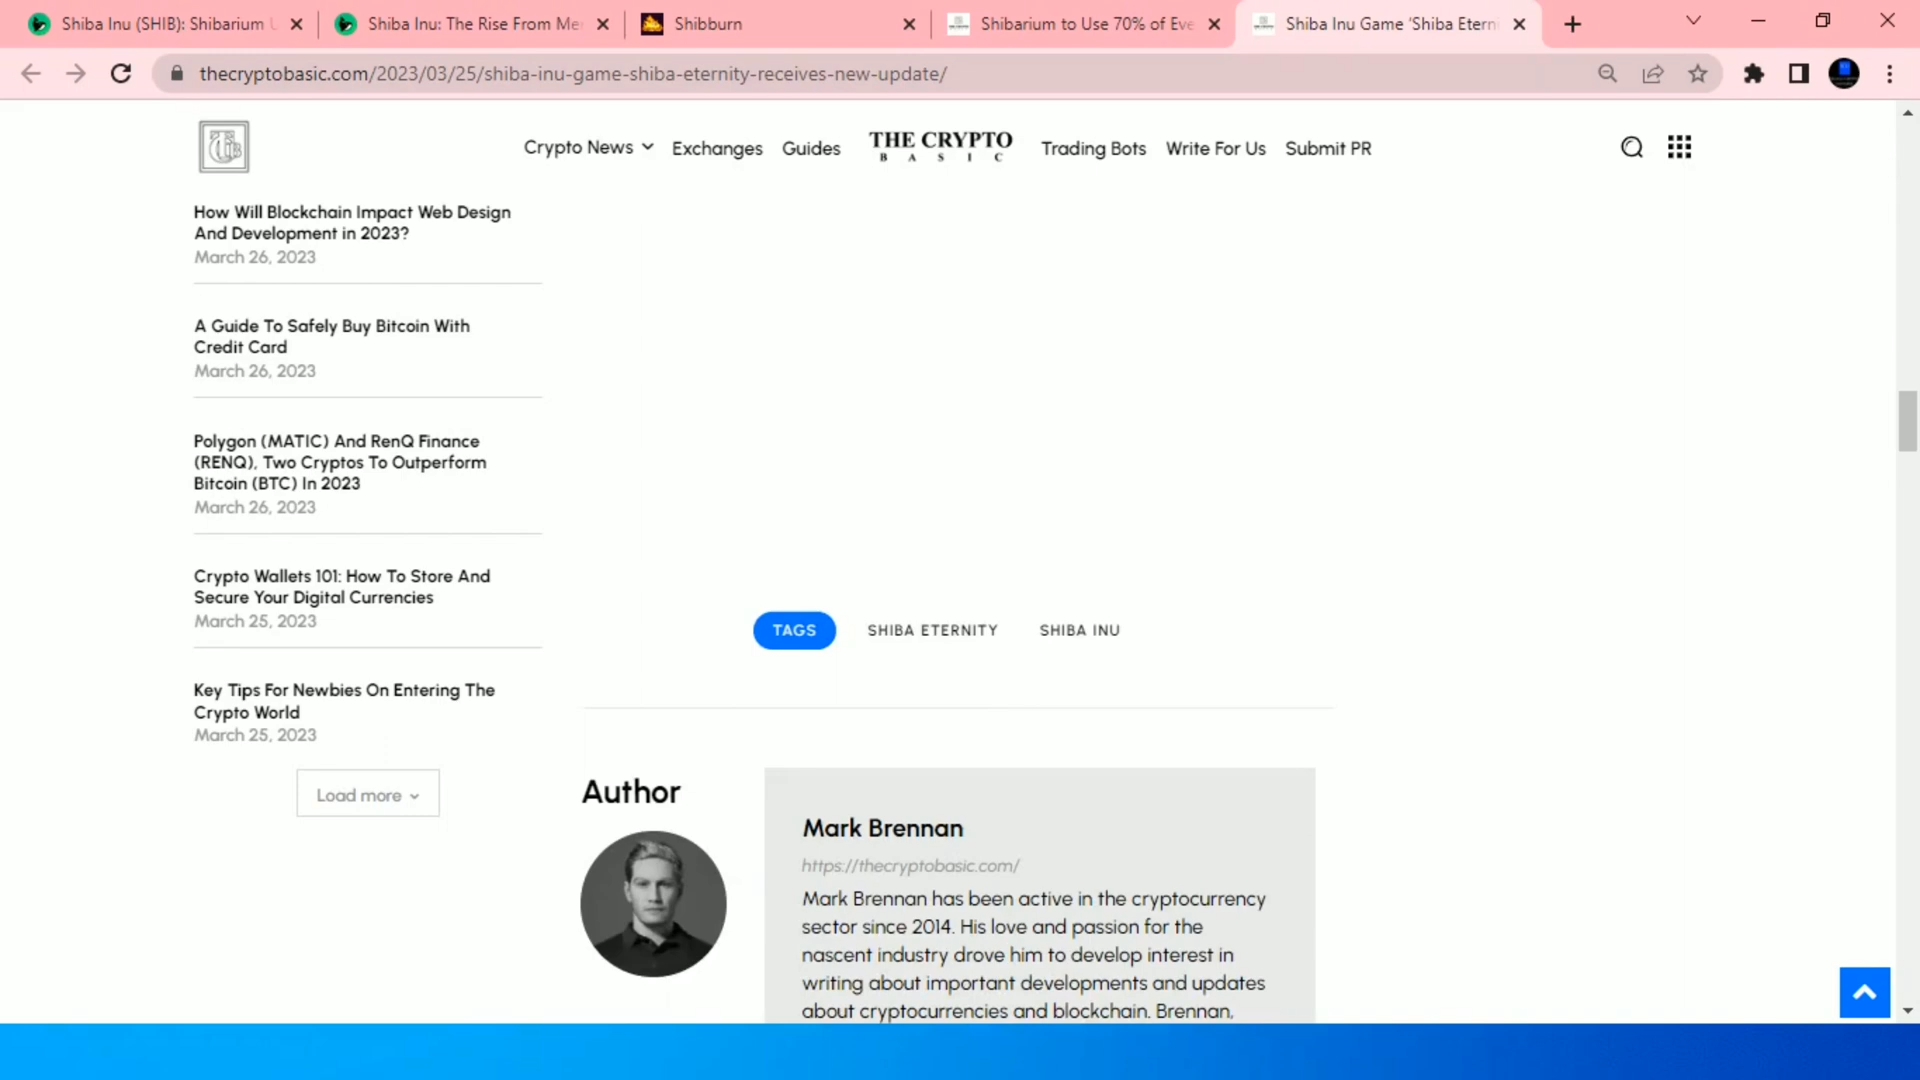 Shiba Inu (SHIB): Shibarium
Shiba Inu: The Rise From Me
Shibburn
Shibarium to Use 70% of Eve
Shiba Inu Game 'Shiba Eterni
thecryptobasic.com/2023/03/25/shiba-inu-game-shiba-eternity-receives-new-update/
Crypto News
Exchanges
Guides
THE CRYPTO
BASIC
Trading Bots
Write For Us
Submit PR
How Will Blockchain Impact Web Design
And Development in 2023?
March 26, 2023
A Guide To Safely Buy Bitcoin With
Credit Card
March 26, 2023
Polygon (MATIC) And RenQ Finance
(RENQ), Two Cryptos To Outperform
Bitcoin (BTC) In 2023
March 26, 2023
Crypto Wallets 101: How To Store And
Secure Your Digital Currencies
March 25, 2023
Key Tips For Newbies On Entering The
Crypto World
March 25, 2023
Load more
TAGS
SHIBA ETERNITY
SHIBA INU
Author
Mark Brennan
https://thecryptobasic.com/
Mark Brennan has been active in the cryptocurrency
sector since 2014. His love and passion for the
nascent industry drove him to develop interest in
writing about important developments and updates
about cryptocurrencies and blockchain. Brennan,